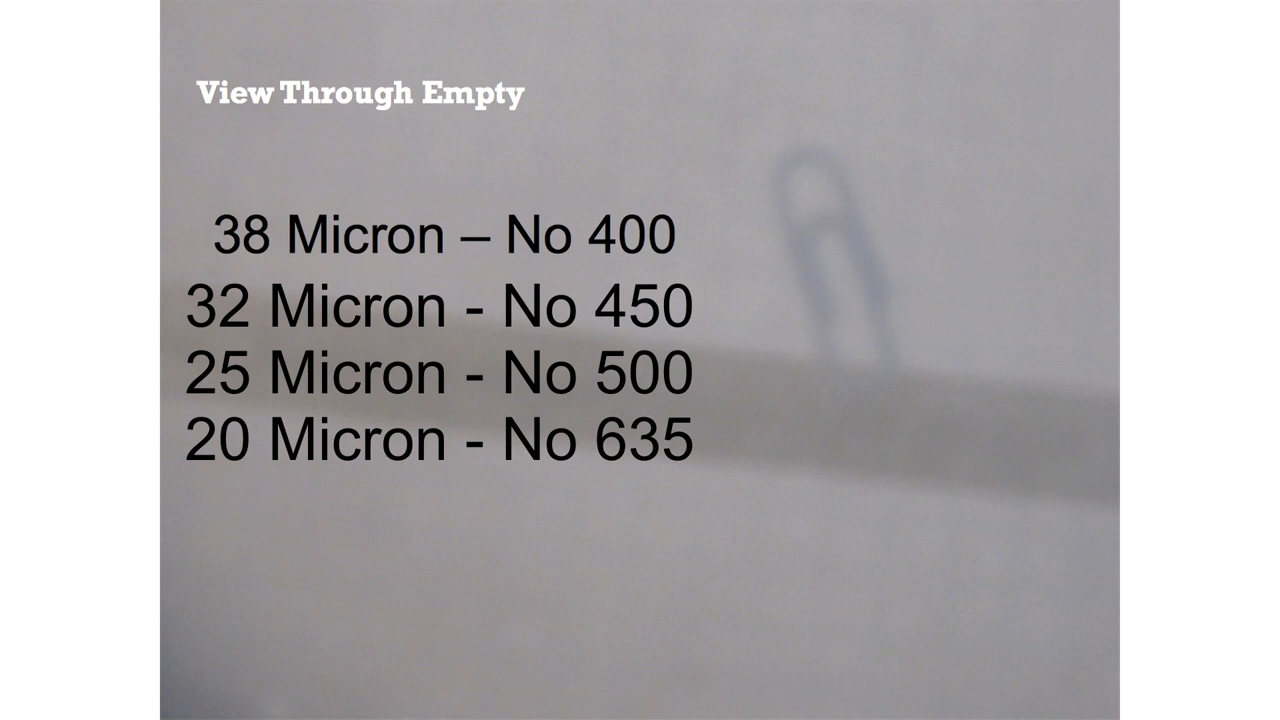 View Through Empty
38 Micron – No 400
32 Micron - No 450
25 Micron - No 500
20 Micron - No 635